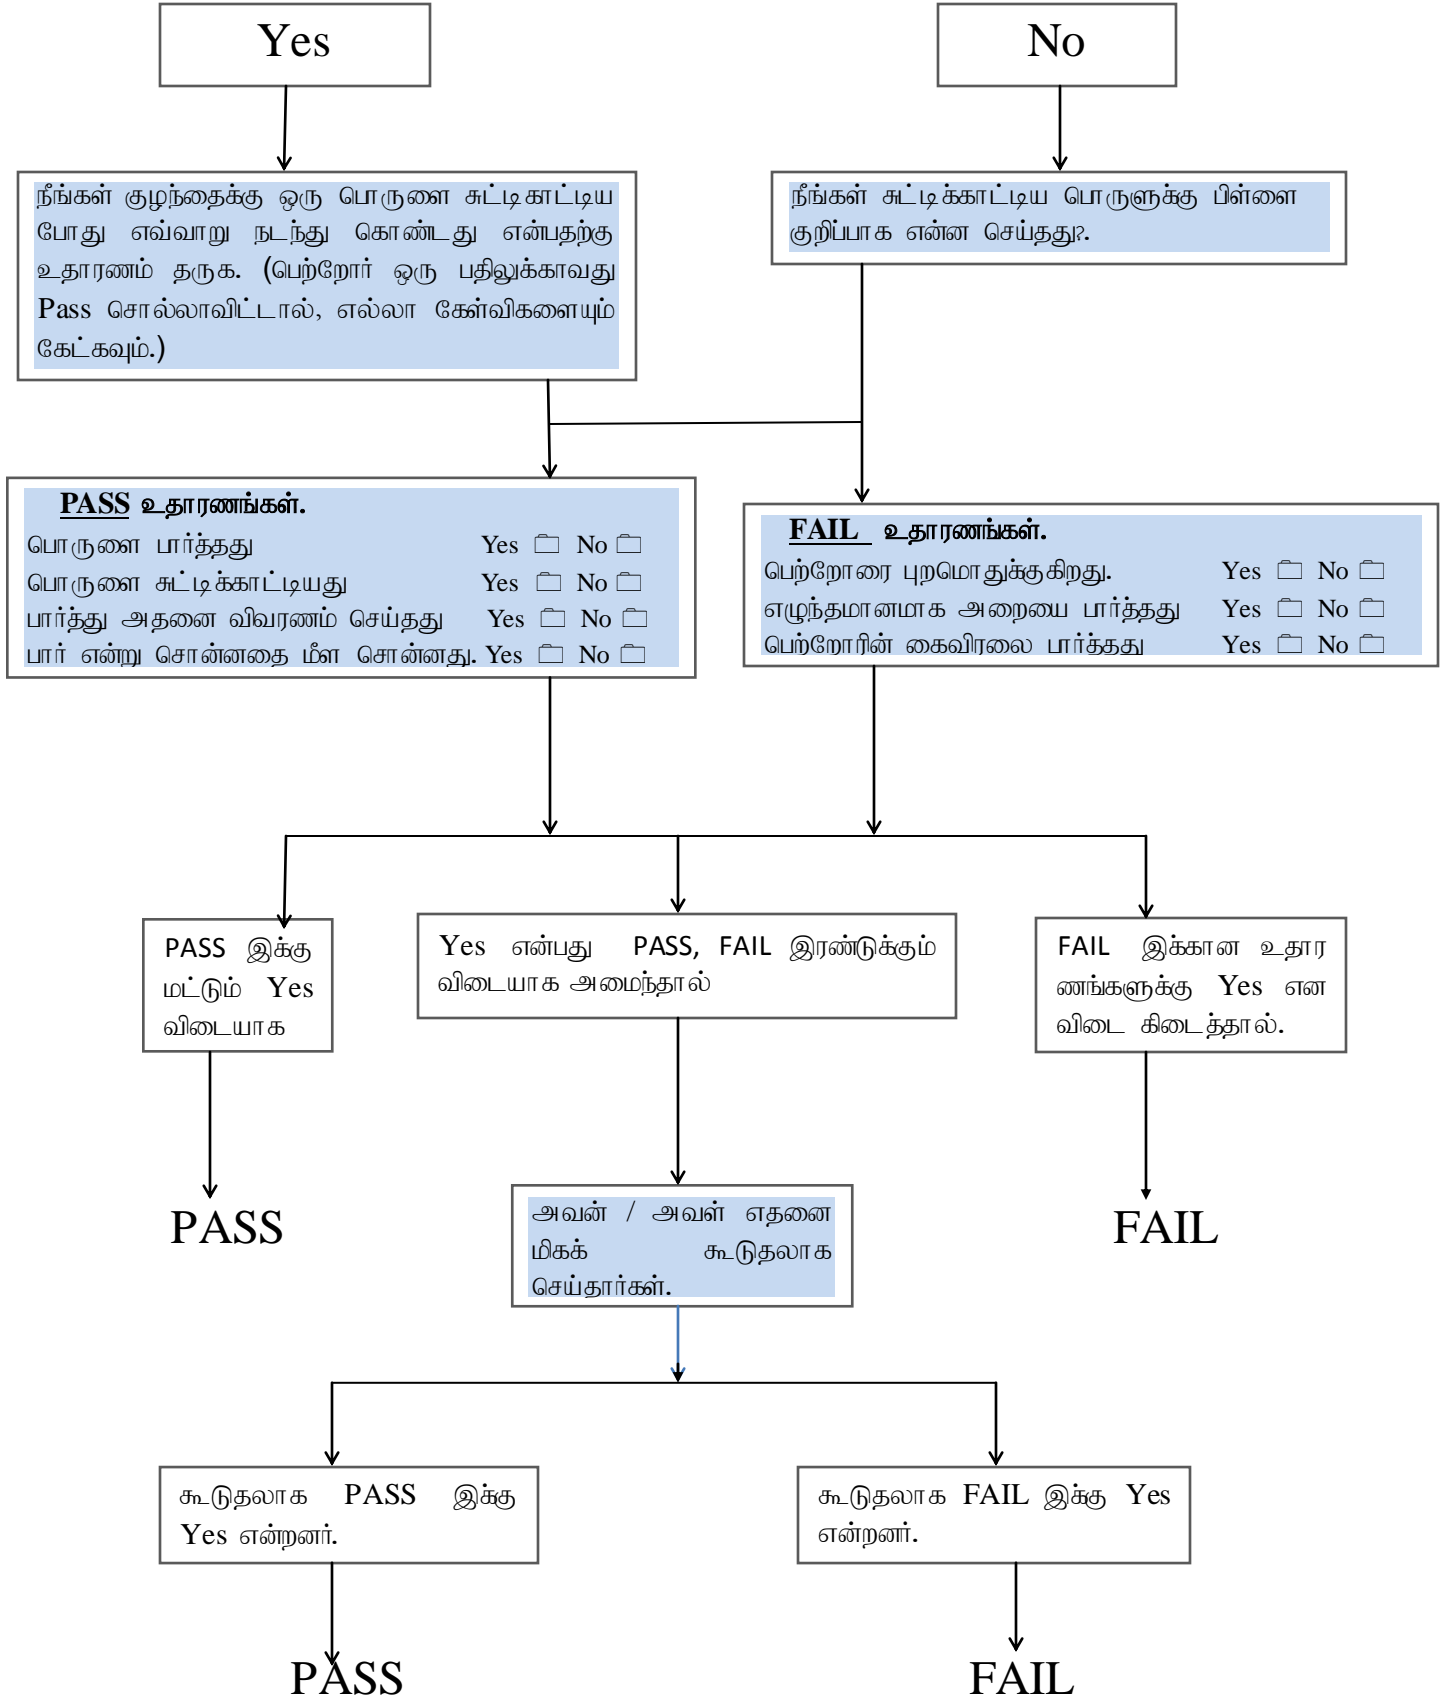 Yes
No
நீங்கள் குழந்தைக்கு ஒரு பொருளை சுட்டிகாட்டிய
போது எவ்வாறு நடந்து கொண்டது என்பதற்கு
உதாரணம் தருக. (பெற்றோர் ஒரு பதிலுக்காவது
Pass சொல்லாவிட்டால், எல்லா கேள்விகளையும்
கேட்கவும்.)
நீங்கள் சுட்டிக்காட்டிய பொருளுக்கு பிள்ளை
குறிப்பாக என்ன செய்தது?.
PASS உதாரணங்கள்.
பொருளை பார்த்தது Yes No
பொருளை சுட்டிக்காட்டியது Yes No
பார்த்து அதனை விவரணம் செய்தது Yes No
பார் என்று சொன்னதை மீள சொன்னது. Yes No
FAIL உதாரணங்கள்.
பெற்றோரை புறமொதுக்குகிறது. Yes No
எழுந்தமானமாக அறையை பார்த்தது Yes No
பெற்றோரின் கைவிரலை பார்த்தது Yes No
PASS இக்கு
மட்டும் Yes
விடையாக
Yes என்பது PASS, FAIL இரண்டுக்கும்
விடையாக அமைந்தால்
FAIL இக்கான உதார
ணங்களுக்கு Yes என
விடை கிடைத்தால்.
PASS
FAIL
அவன் / அவள் எதனை
மிகக் கூடுதலாக
செய்தார்கள்.
கூடுதலாக PASS இக்கு
Yes என்றனர்.
கூடுதலாக FAIL இக்கு Yes
என்றனர்.
PASS
FAIL